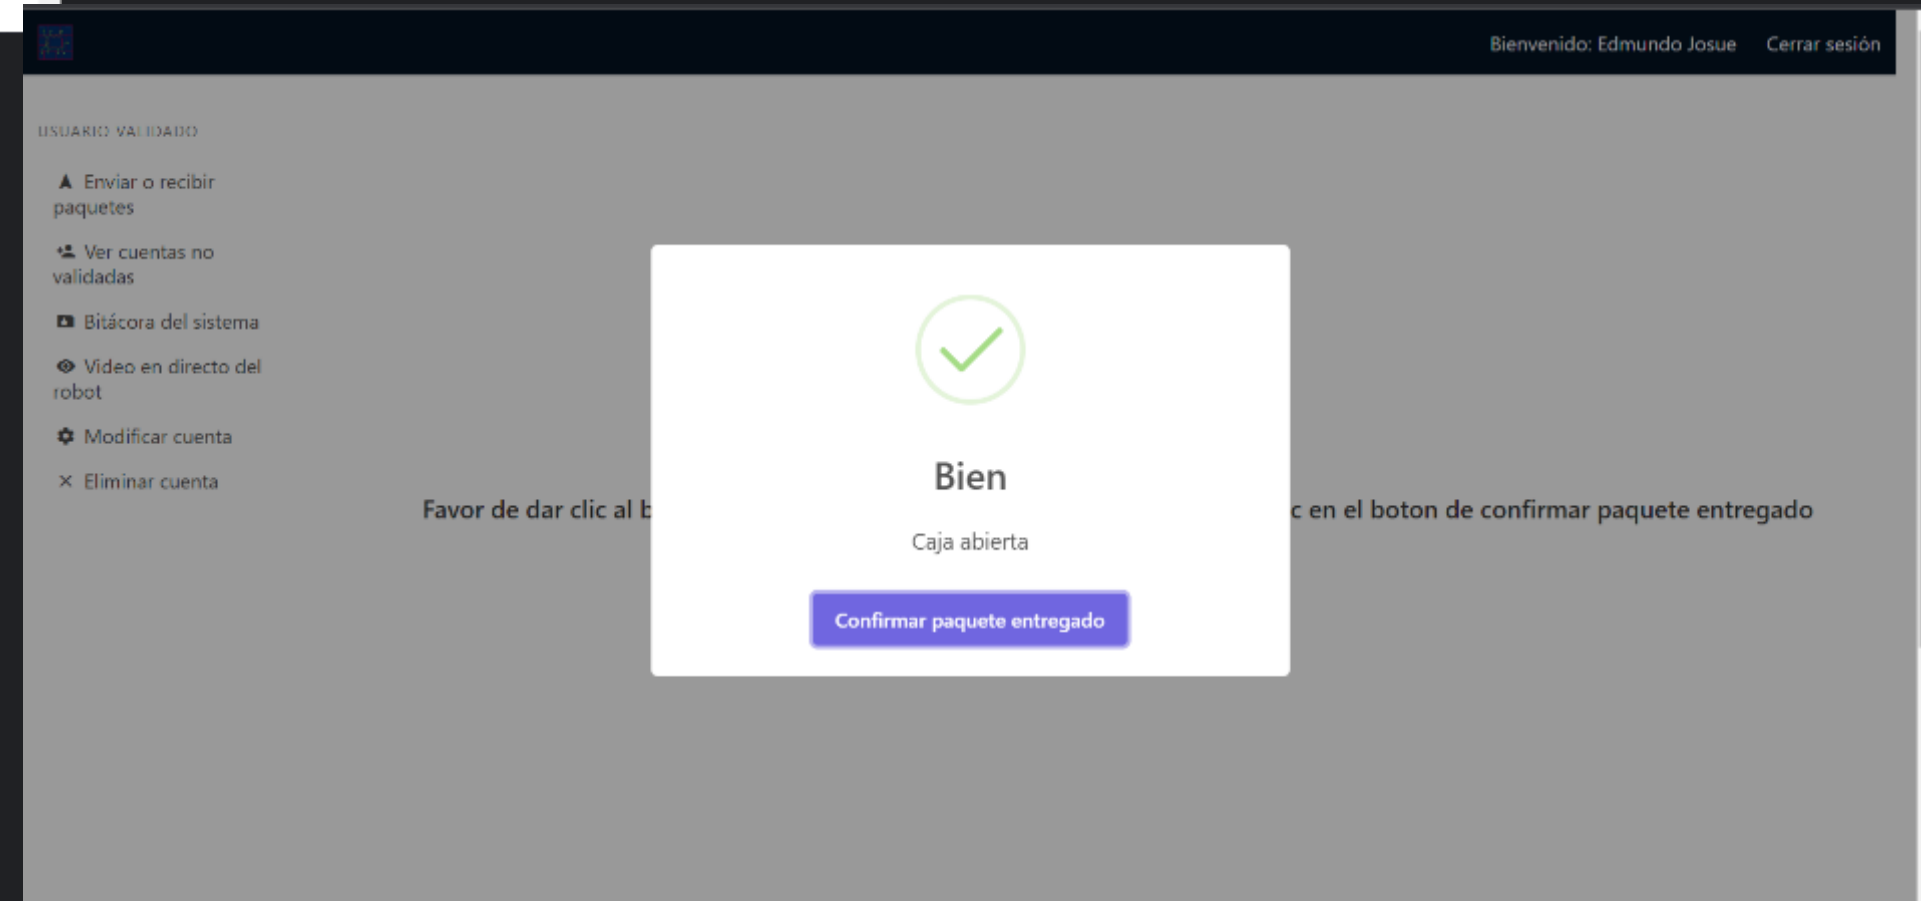 Bienvenido: Edmundo Josue Cerrar sesión
USUARIO VALIDADO
Enviar o recibir
paquetes
Ver cuentas no
validadas
Bitácora del sistema
Video en directo del
robot
Modificar cuenta
Eliminar cuenta
Favor de dar clic al b
c en el boton de confirmar paquete entregado
Bien
Caja abierta
Confirmar paquete entregado